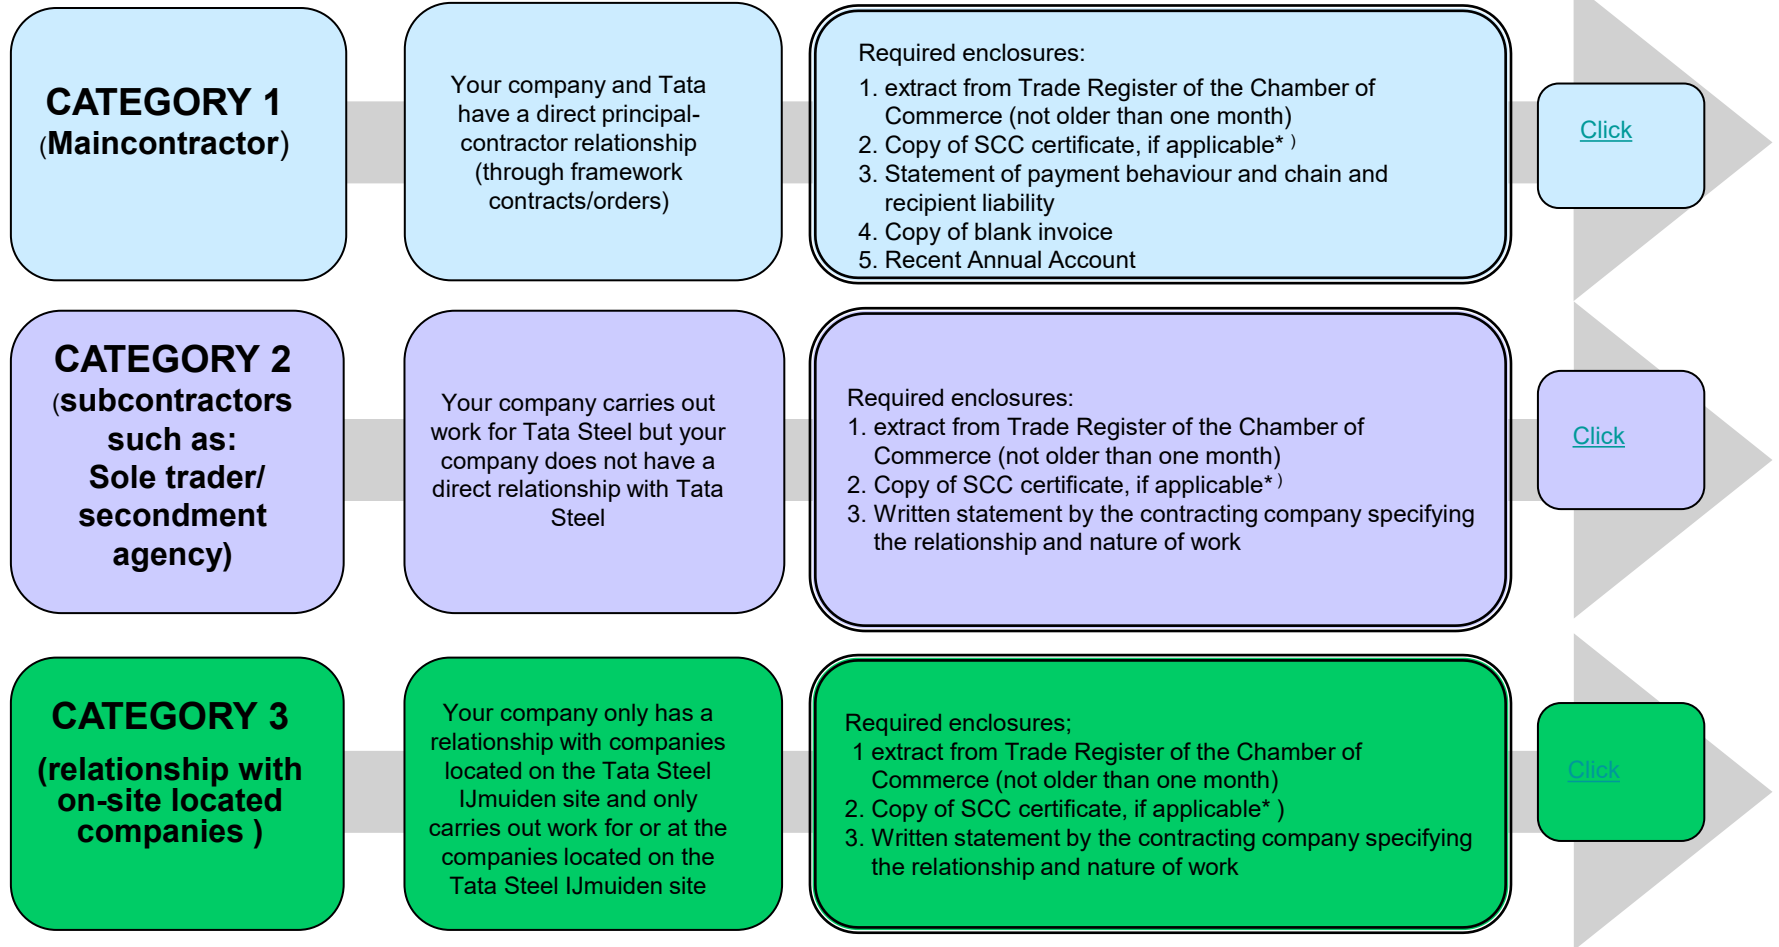 CATEGORY 1
(Maincontractor)
Your company and Tata
have a direct principal-
contractor relationship
(through framework
contracts/orders)
Required enclosures:
1. extract from Trade Register of the Chamber of
Commerce (not older than one month)
2. Copy of SCC certificate, if applicable* )
3. Statement of payment behaviour and chain and
recipient liability
4. Copy of blank invoice
5. Recent Annual Account
Click
CATEGORY 2
(subcontractors
such as:
Sole trader/
secondment
agency)
Your company carries out
work for Tata Steel but your
company does not have a
direct relationship with Tata
Steel
Required enclosures:
1. extract from Trade Register of the Chamber of
Commerce (not older than one month)
2. Copy of SCC certificate, if applicable* )
3. Written statement by the contracting company specifying
the relationship and nature of work
Click
CATEGORY 3
(relationship with
on-site located
companies )
Your company only has a
relationship with companies
located on the Tata Steel
IJmuiden site and only
carries out work for or at the
companies located on the
Tata Steel IJmuiden site
Required enclosures;
1 extract from Trade Register of the Chamber of
Commerce (not older than one month)
2. Copy of SCC certificate, if applicable* )
3. Written statement by the contracting company specifying
the relationship and nature of work
Click